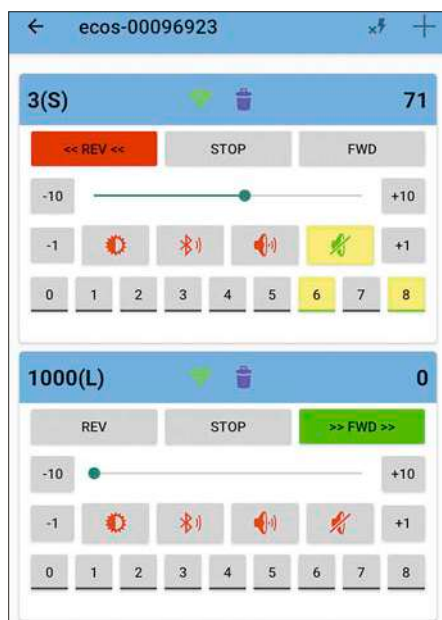 ecos-00096923
3(S) 71
<< REV << STOP FWD
-10 +10
-1 +1
0 1 2 3 4 5 6 7 8
1000(L) 0
REV STOP >> FWD >>
-10 +10
-1 +1
0 1 2 3 4 5 6 7 8